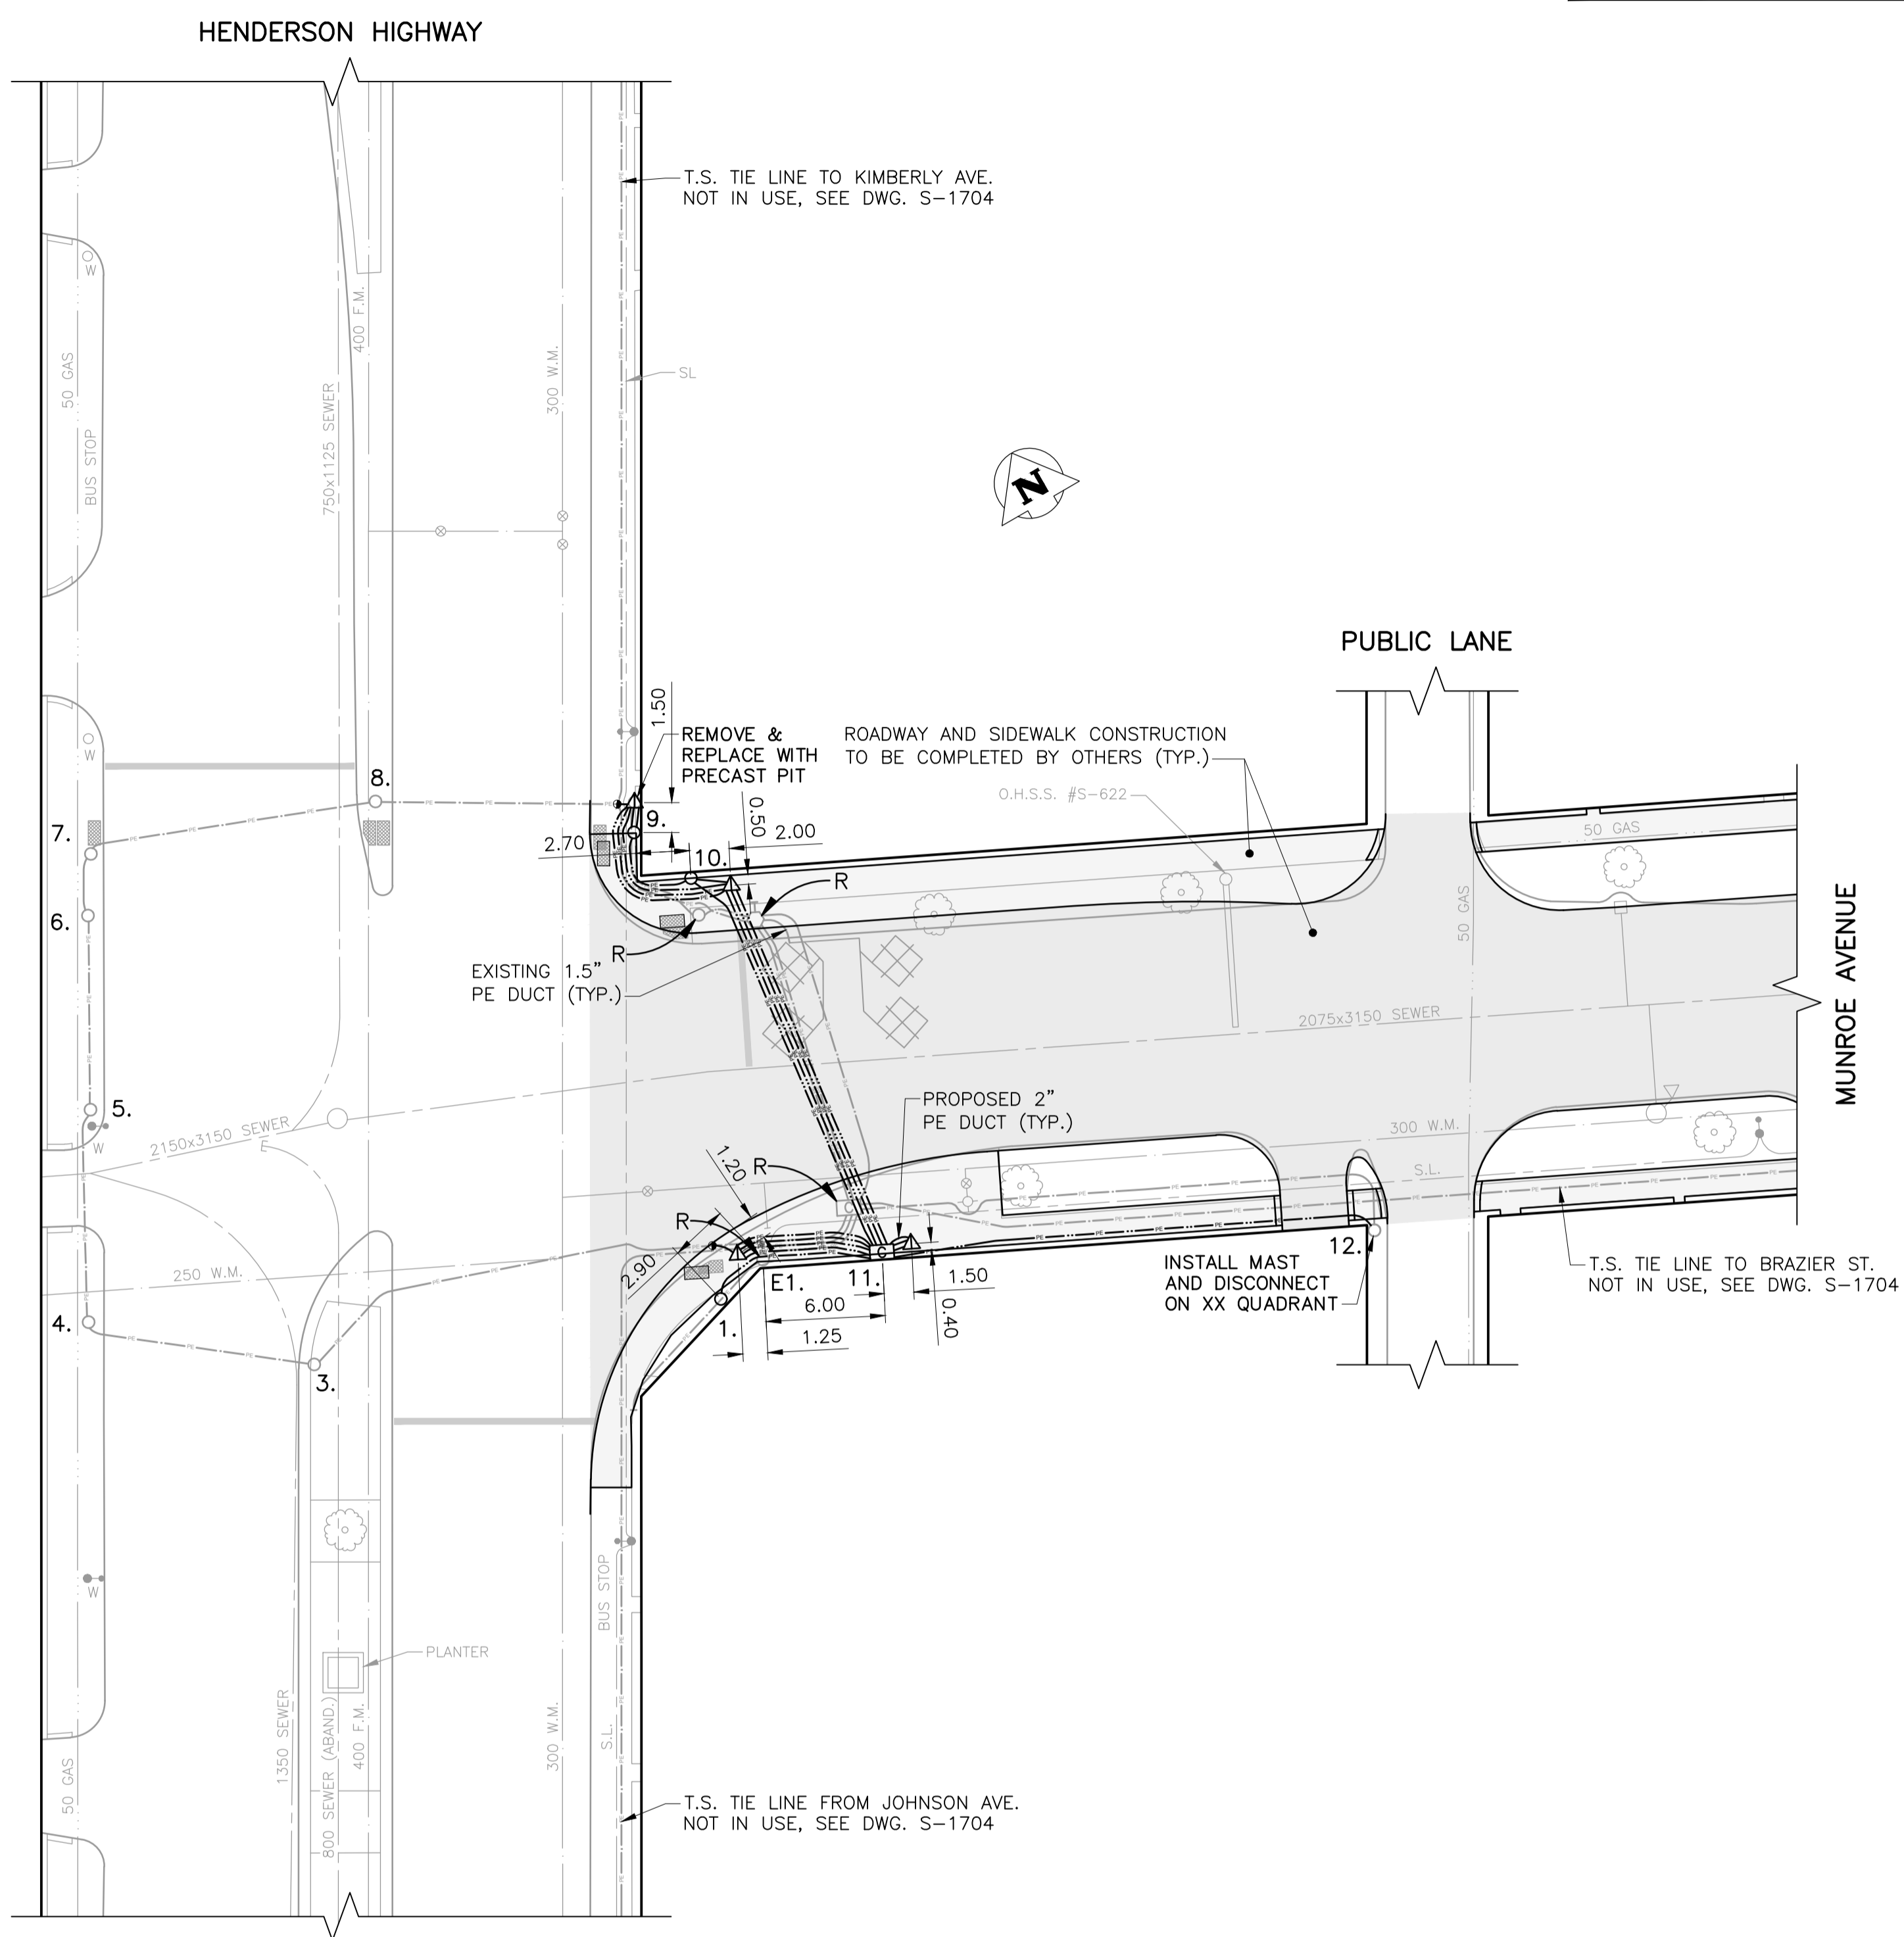 HENDERSON HIGHWAY
T.S. TIE LINE TO KIMBERLY AVE.
NOT IN USE, SEE DWG. S-1704
W
400 F.M.
50 GAS
BUS STOP
750x1125 SEWER
300 W.M.
SL
N
PUBLIC LANE
1.50
REMOVE &
REPLACE WITH
PRECAST PIT
ROADWAY AND SIDEWALK CONSTRUCTION
TO BE COMPLETED BY OTHERS (TYP.)
W
8.
O.H.S.S. #S-622
7.
9.
0.50
2.00
2.70
10.
50 GAS
R
6.
R
50 GAS
MUNROE AVENUE
EXISTING 1.5"
PE DUCT (TYP.)
2075x3150 SEWER
5.
PROPOSED 2"
PE DUCT (TYP.)
2150x3150 SEWER
E
W
300 W.M.
1.20
R
S.L.
C
R
C
12.
250 W.M.
2.90
E1.
11.
1.50
INSTALL MAST
AND DISCONNECT
ON XX QUADRANT
T.S. TIE LINE TO BRAZIER ST.
NOT IN USE, SEE DWG. S-1704
6.00
0.40
4.
1.
1.25
3.
W
BUS STOP
PLANTER
S.L.
1350 SEWER
800 SEWER (ABAND.)
400 F.M.
300 W.M.
50 GAS
T.S. TIE LINE FROM JOHNSON AVE.
NOT IN USE, SEE DWG. S-1704